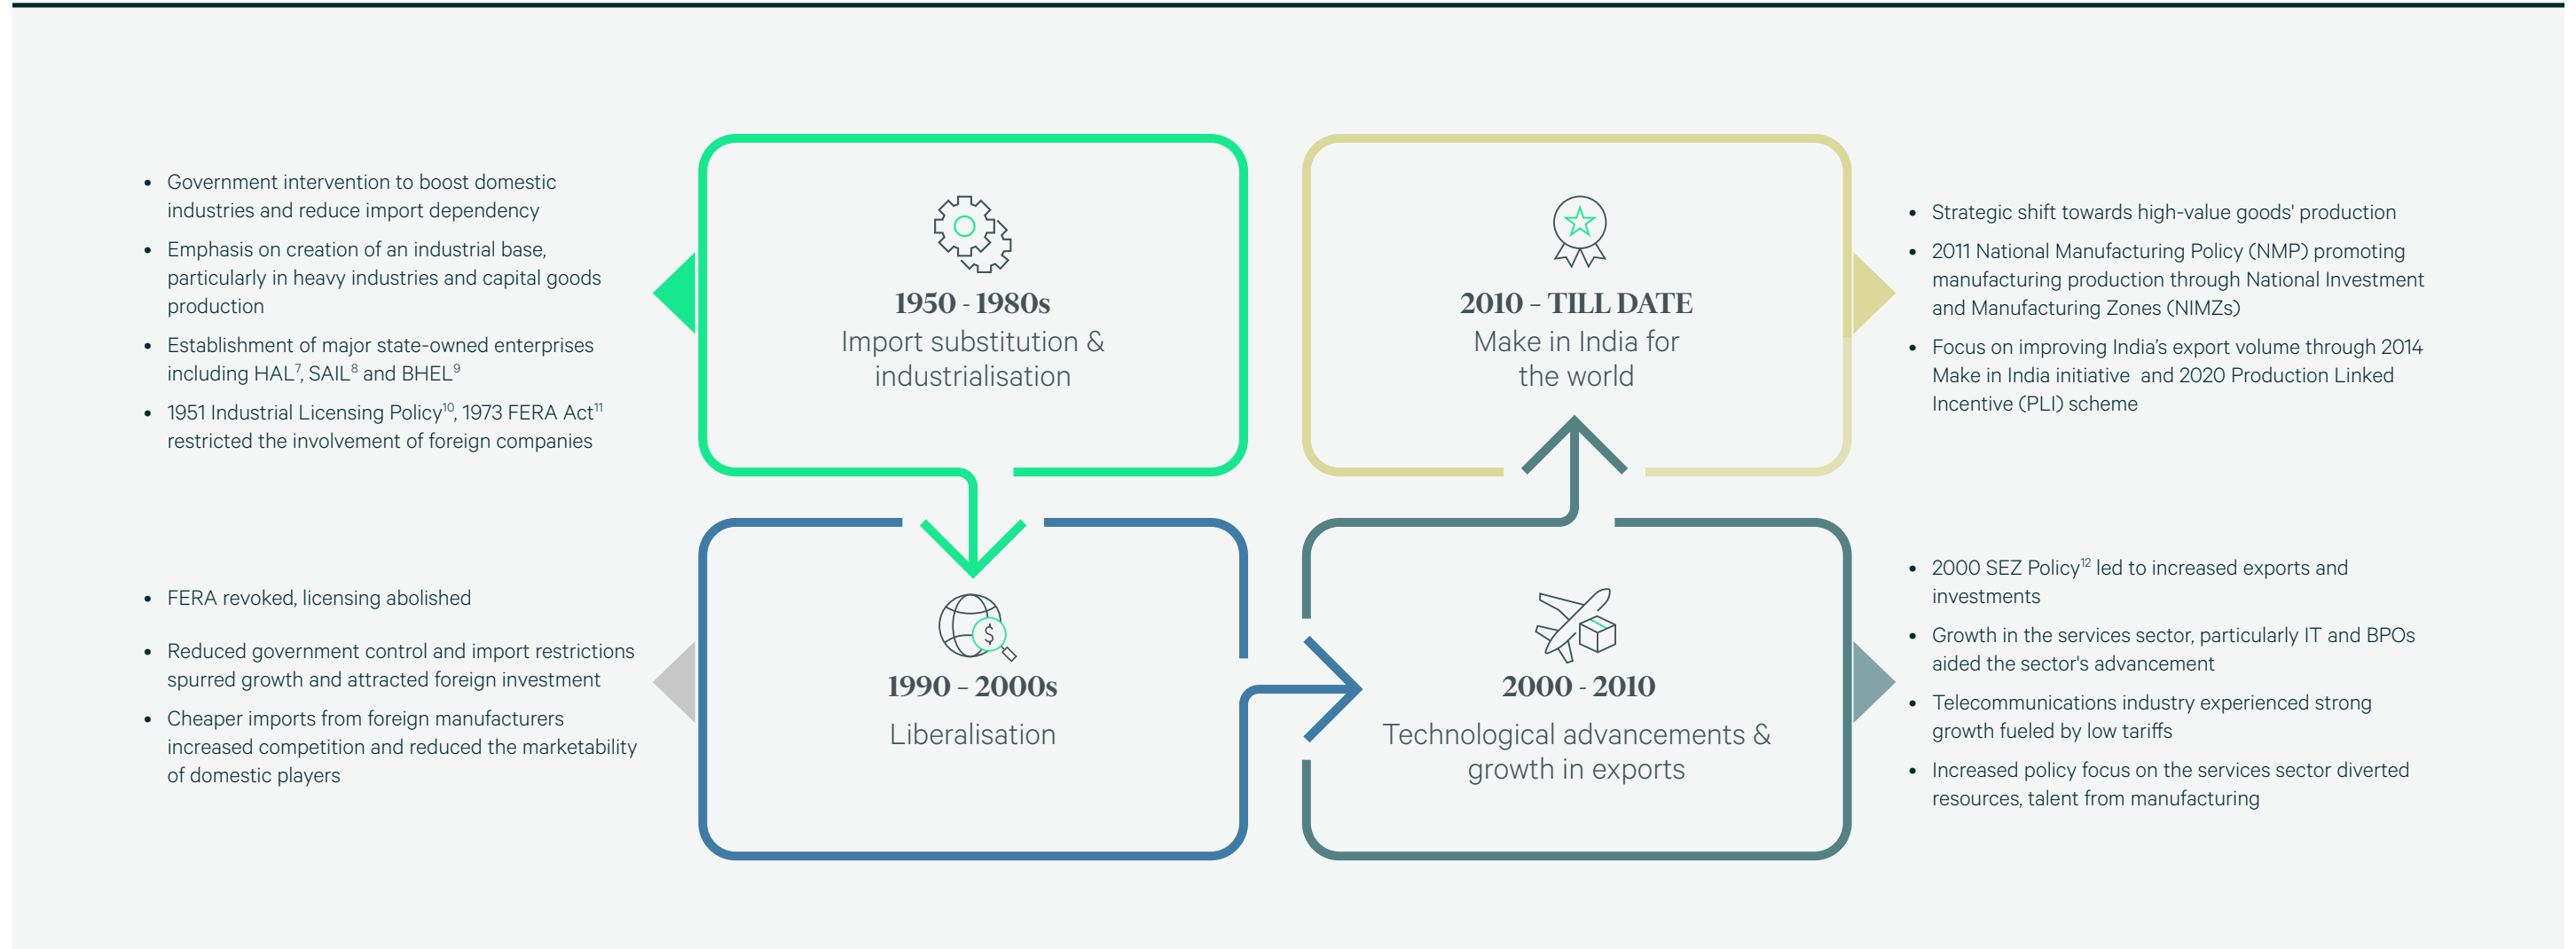 • Government intervention to boost domestic
industries and reduce import dependency
• Emphasis on creation of an industrial base,
particularly in heavy industries and capital goods
production
• Establishment of major state-owned enterprises
including HAL⁷, SAIL⁸ and BHEL⁹
• 1951 Industrial Licensing Policy¹⁰, 1973 FERA Act¹¹
restricted the involvement of foreign companies
1950 - 1980s
Import substitution &
industrialisation
• FERA revoked, licensing abolished
• Reduced government control and import restrictions
spurred growth and attracted foreign investment
• Cheaper imports from foreign manufacturers
increased competition and reduced the marketability
of domestic players
$
1990 – 2000s
Liberalisation
2000 - 2010
Technological advancements &
growth in exports
• 2000 SEZ Policy¹² led to increased exports and
investments
• Growth in the services sector, particularly IT and BPOs
aided the sector's advancement
• Telecommunications industry experienced strong
growth fueled by low tariffs
• Increased policy focus on the services sector diverted
resources, talent from manufacturing
2010 – TILL DATE
Make in India for
the world
• Strategic shift towards high-value goods' production
• 2011 National Manufacturing Policy (NMP) promoting
manufacturing production through National Investment
and Manufacturing Zones (NIMZs)
• Focus on improving India’s export volume through 2014
Make in India initiative and 2020 Production Linked
Incentive (PLI) scheme